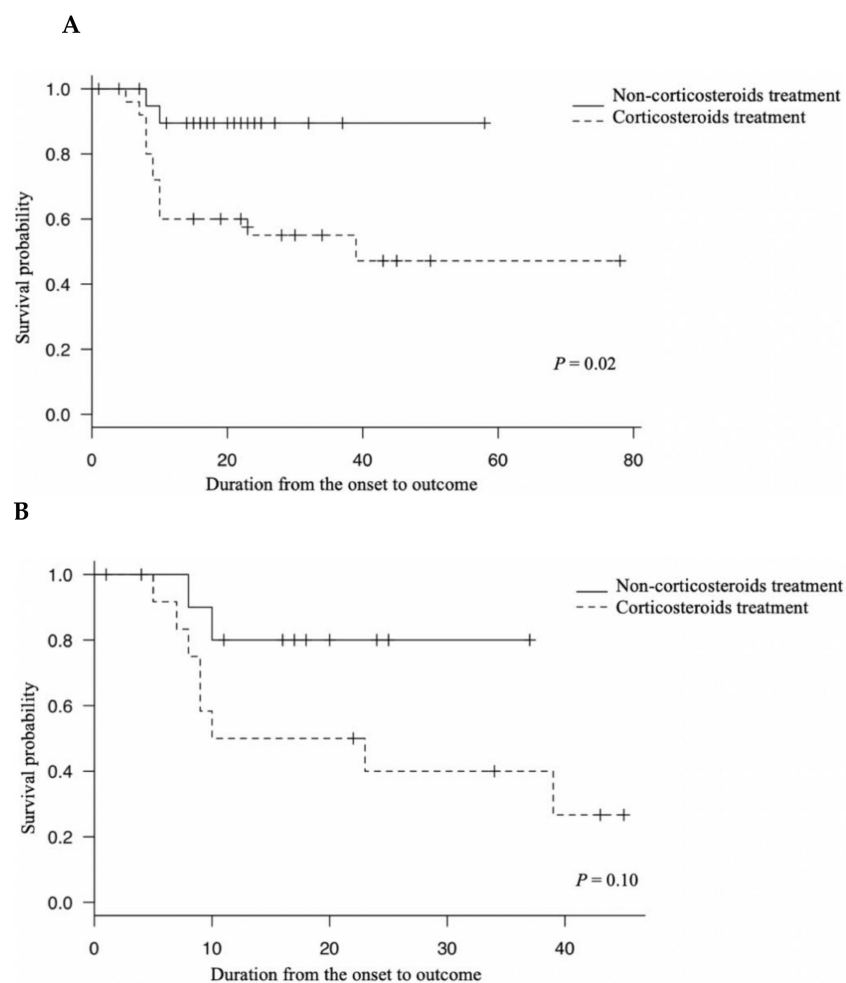 A
Non-corticosteroids treatment
Corticosteroids treatment
1.0
0.8
0.6
0.4
0.2
0.0
Survival probability
P = 0.02
0 20 40 60 80
Duration from the onset to outcome
B
Non-corticosteroids treatment
Corticosteroids treatment
1.0
0.8
0.6
0.4
0.2
0.0
Survival probability
P = 0.10
0 10 20 30 40
Duration from the onset to outcome